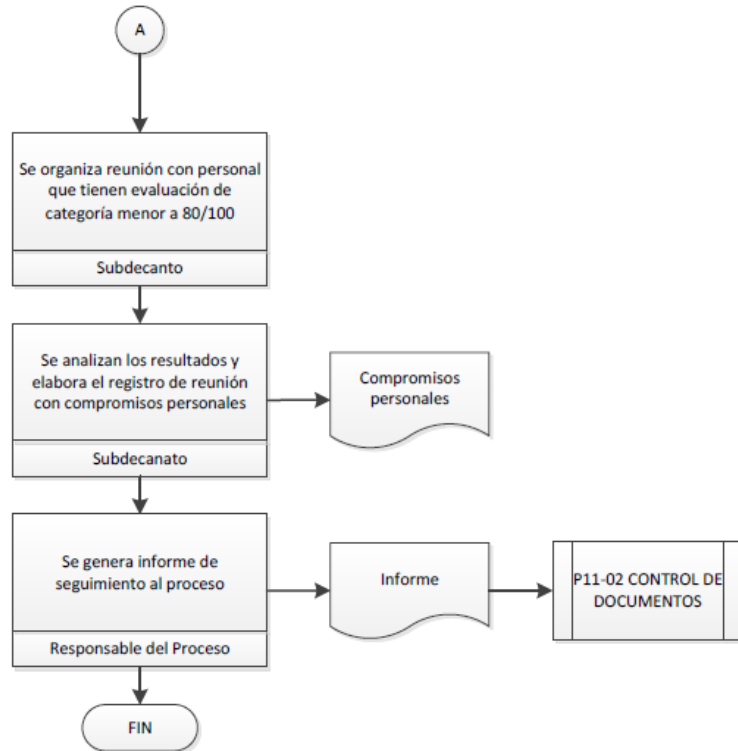 A
Se organiza reunión con personal
que tienen evaluación de
categoría menor a 80/100
Subdecanto
Se analizan los resultados y
elabora el registro de reunión
con compromisos personales
Subdecanato
Compromisos
personales
Se genera informe de
seguimiento al proceso
Responsable del Proceso
Informe
P11-02 CONTROL DE
DOCUMENTOS
FIN